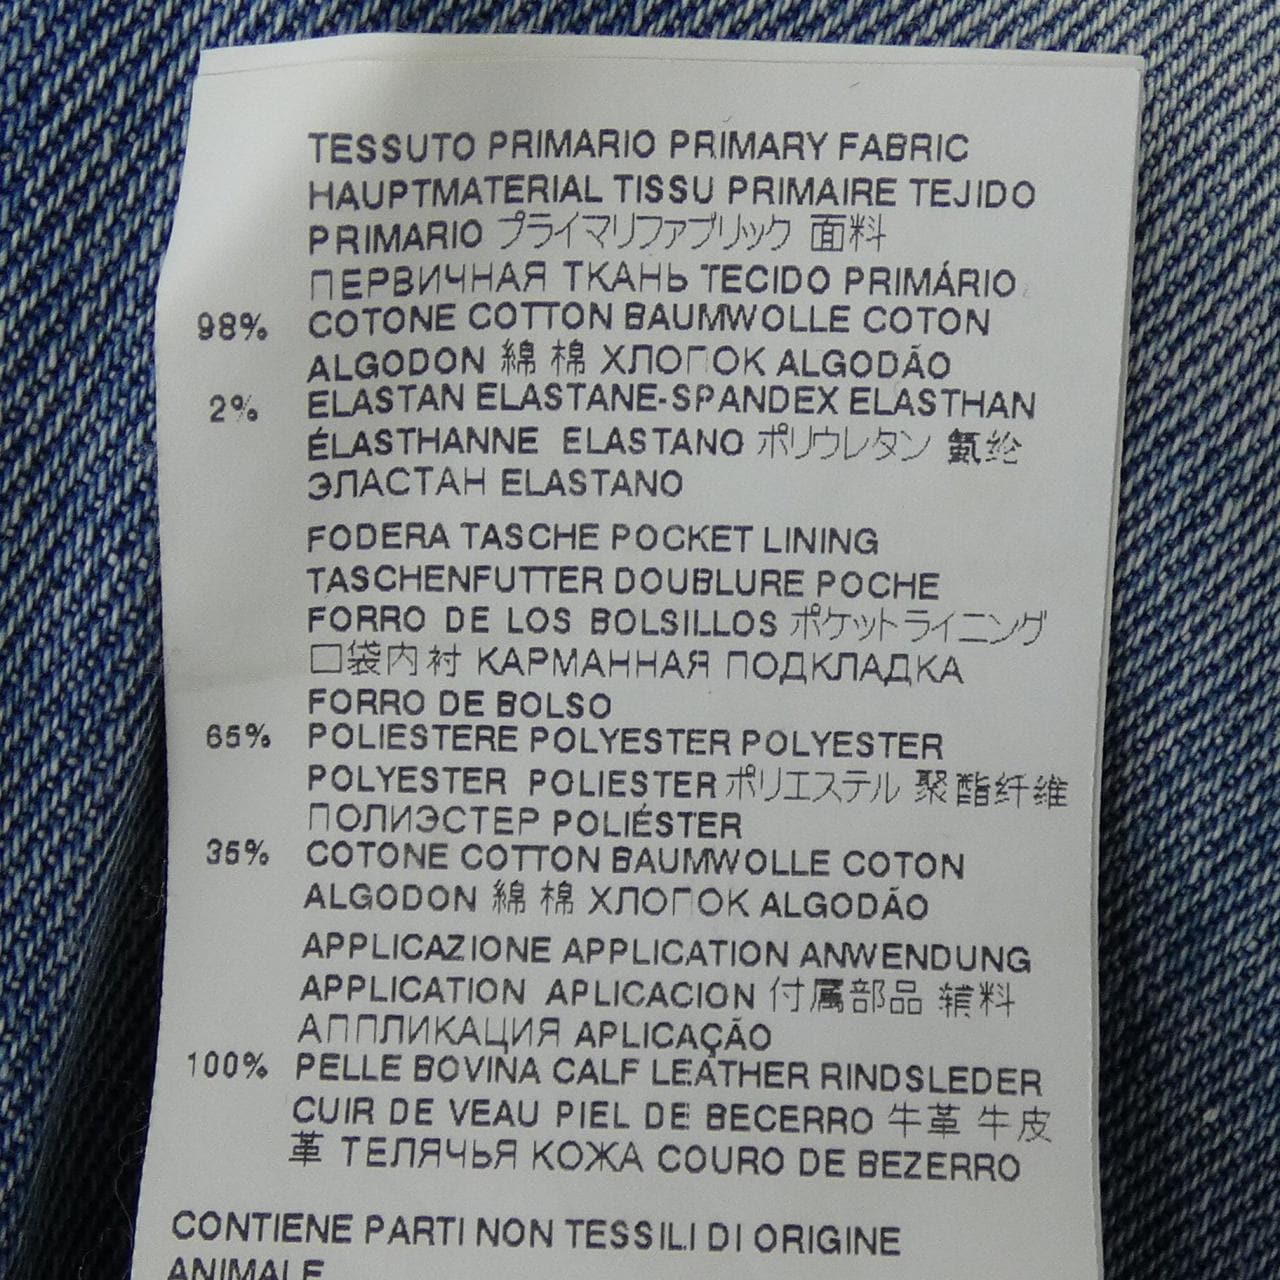 TESSUTO PRIMARIO PRIMARY FABRIC
HAUPTMATERIAL TISSU PRIMAIRE TEJIDO
PRIMARIO プライマリファブリック 面料
ПЕРВИЧНАЯ ТКАНЬ TECIDO PRIMÁRIO
98% COTONE COTTON BAUMWOLLE COTON
ALGODON 綿 棉 ХЛОПОК ALGODÃO
2% ELASTAN ELASTANE-SPANDEX ELASTHAN
ÉLASTHANNE ELASTANO ポリウレタン 氨纶
ЭЛАСТАН ELASTANO
FODERA TASCHE POCKET LINING
TASCHENFUTTER DOUBLURE POCHE
FORRO DE LOS BOLSILLOS ポケットライニング
口袋内衬 КАРМАННАЯ ПОДКЛАДКА
FORRO DE BOLSO
65% POLIESTERE POLYESTER POLYESTER
POLYESTER POLIESTER ポリエステル 聚酯纤维
ПОЛИЭСТЕР POLIÉSTER
35% COTONE COTTON BAUMWOLLE COTON
ALGODON 綿 棉 ХЛОПОК ALGODÃO
APPLICAZIONE APPLICATION ANWENDUNG
APPLICATION APLICACION 付属部品 辅料
АППЛИКАЦИЯ APLICAÇÃO
100% PELLE BOVINA CALF LEATHER RINDSLEDER
CUIR DE VEAU PIEL DE BECERRO 牛革 牛皮
革 ТЕЛЯЧЬЯ КОЖА COURO DE BEZERRO
CONTIENE PARTI NON TESSILI DI ORIGINE
ANIMALE